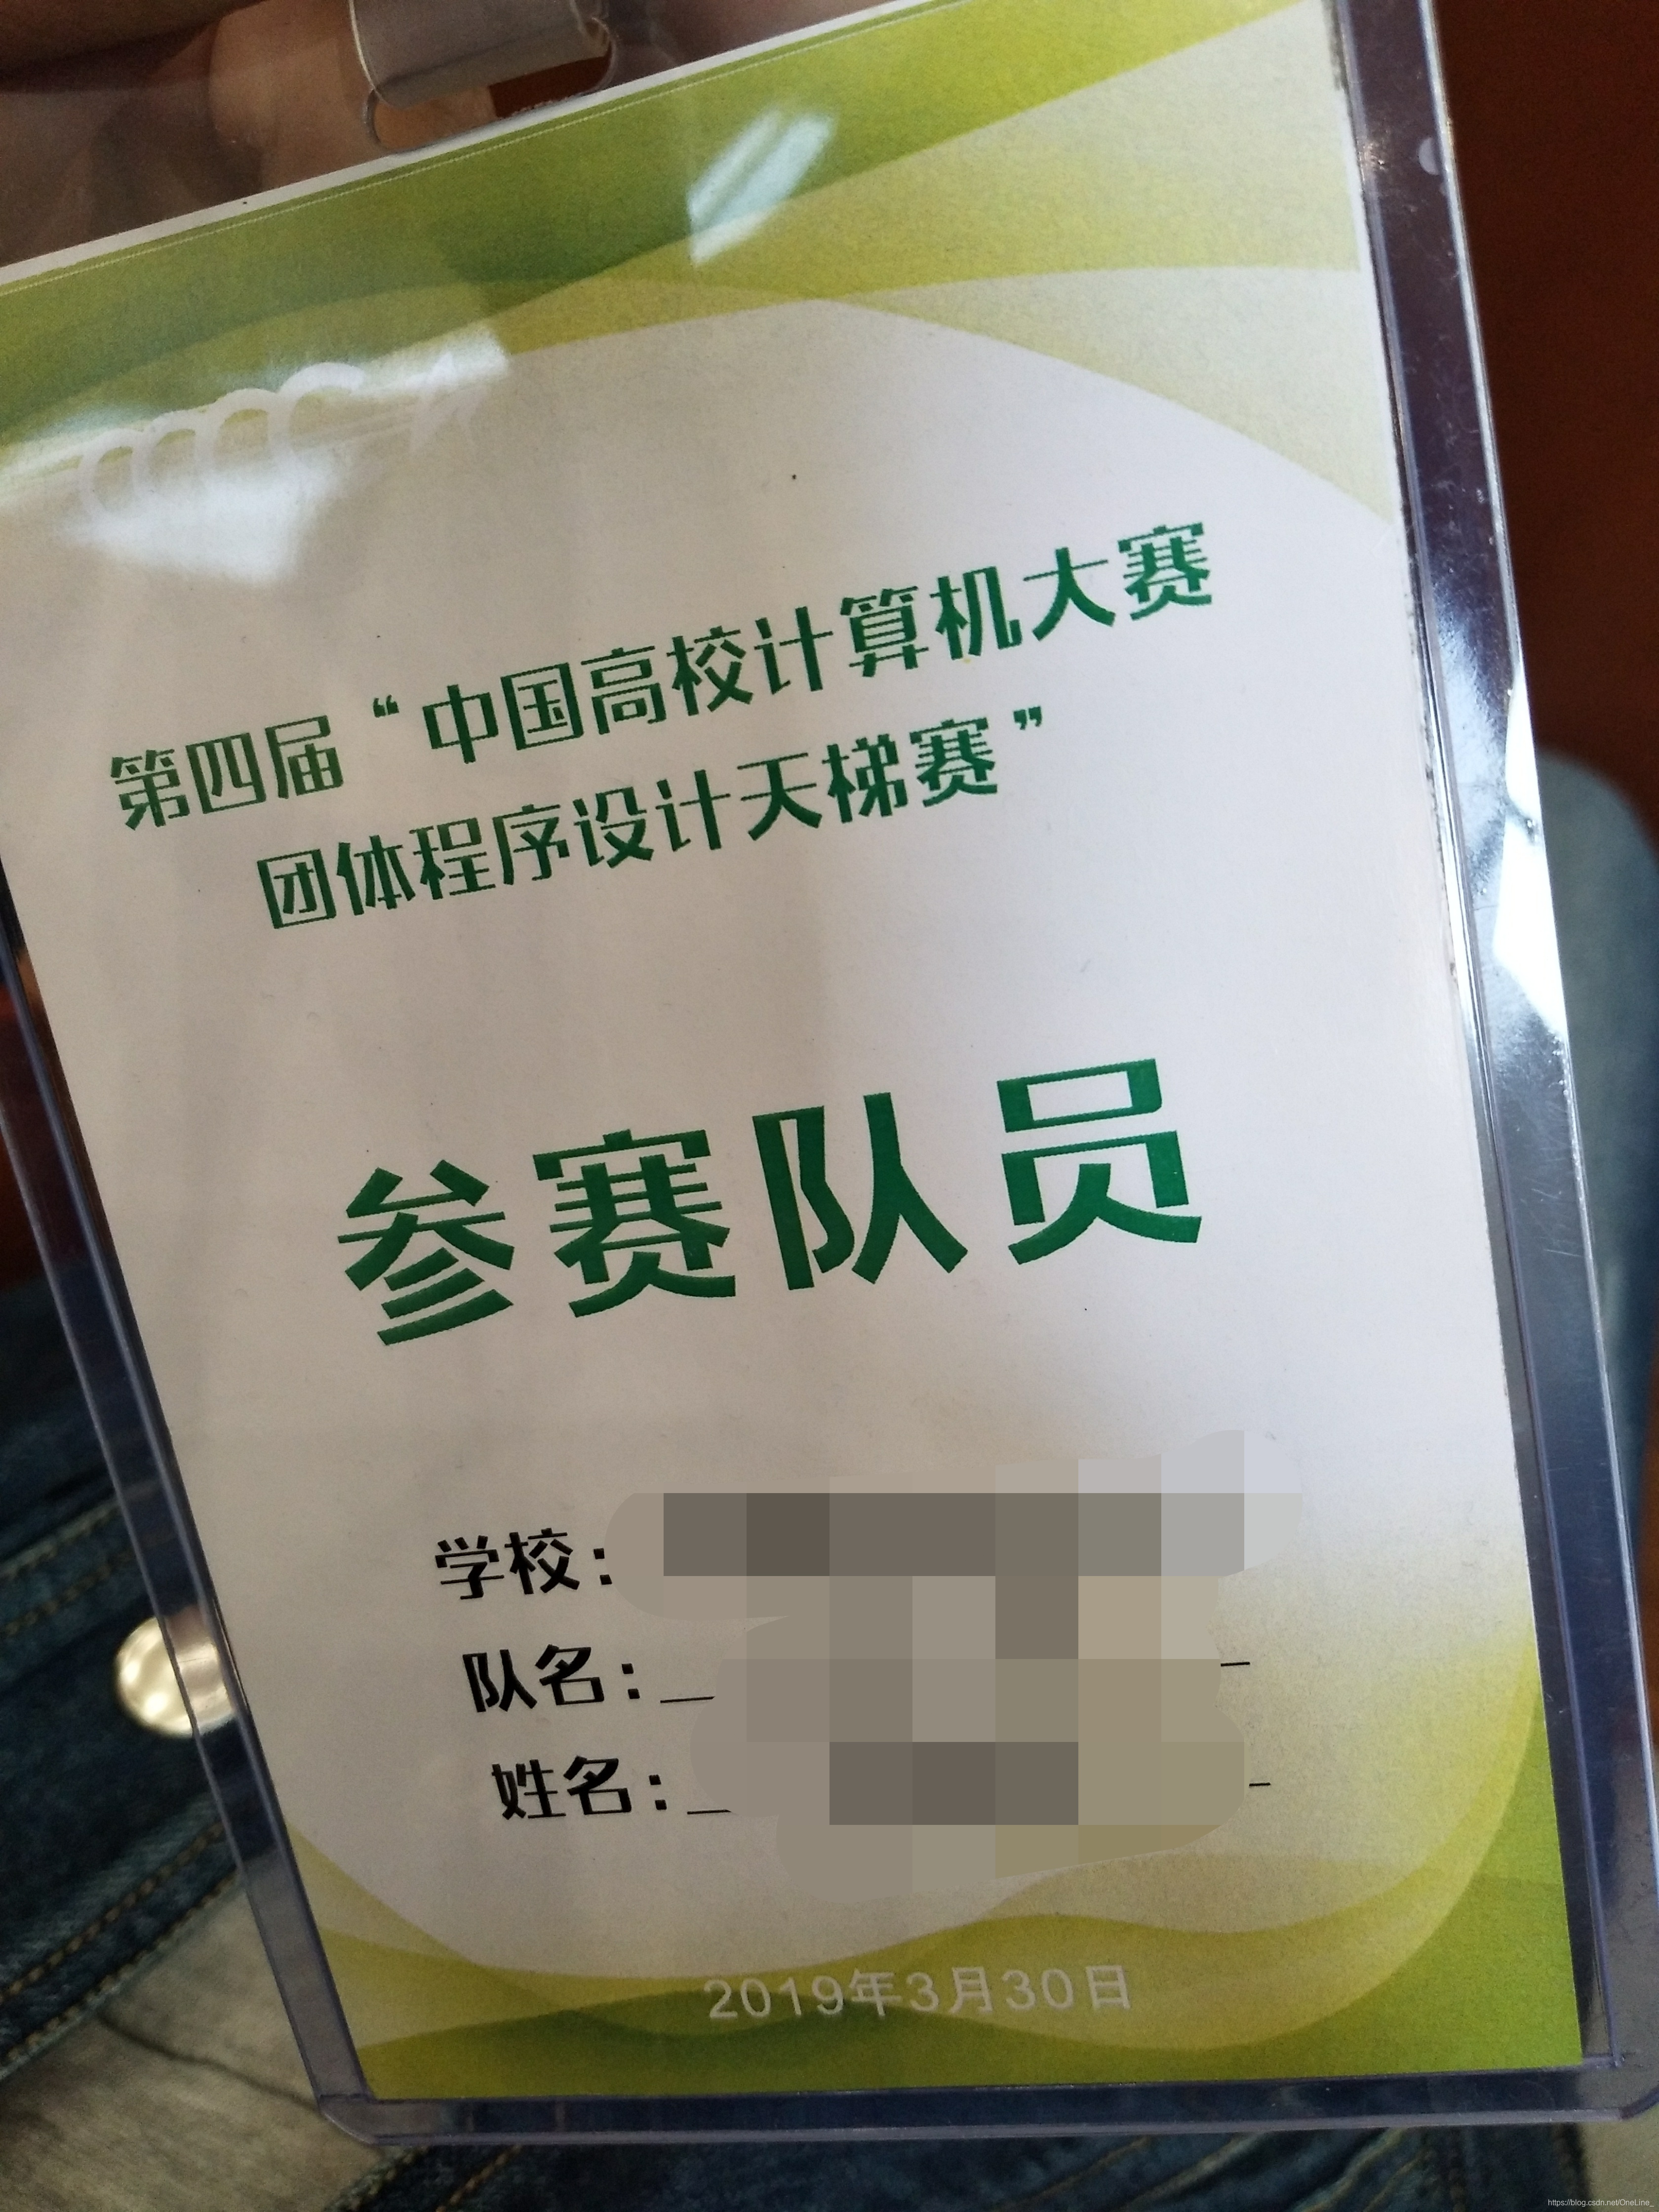 第四届“中国高校计算机大赛
团体程序设计天梯赛”
参赛队员
学校：
队名：
姓名：
2019年3月30日
https://blog.csdn.net/OneLine_